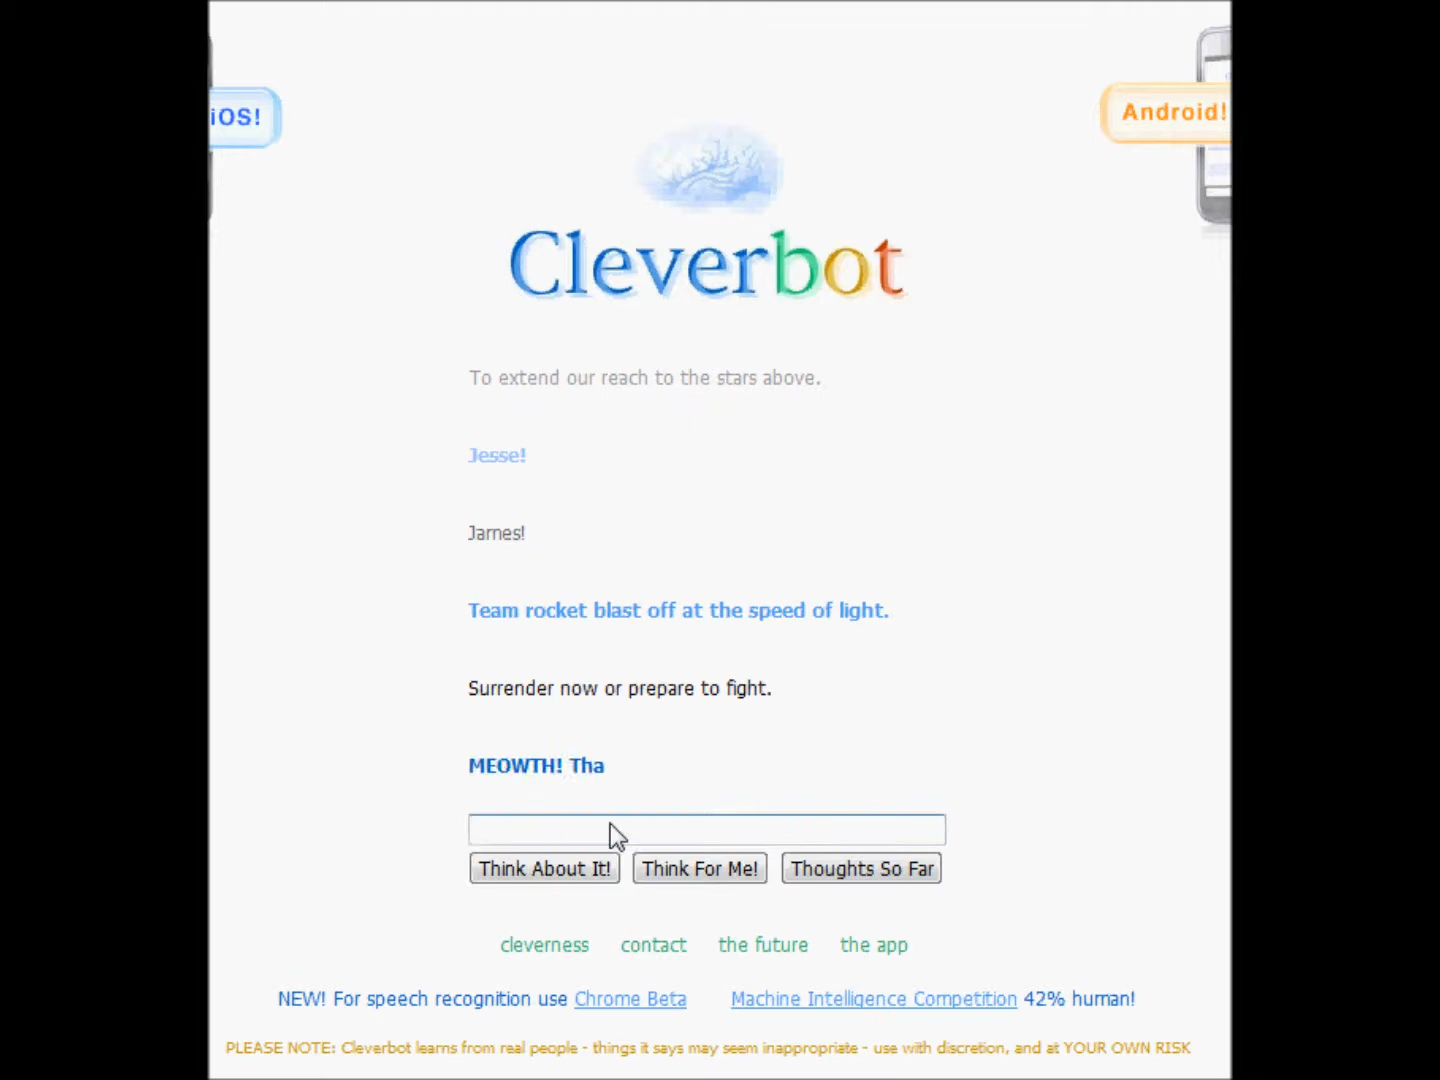 iOS!
Android!
Cleverbot
To extend our reach to the stars above.
Jesse!
James!
Team rocket blast off at the speed of light.
Surrender now or prepare to fight.
MEOWTH! Tha
Think About It! Think For Me! Thoughts So Far
cleverness contact the future the app
NEW! For speech recognition use Chrome Beta Machine Intelligence Competition 42% human!
PLEASE NOTE: Cleverbot learns from real people - things it says may seem inappropriate - use with discretion, and at YOUR OWN RISK